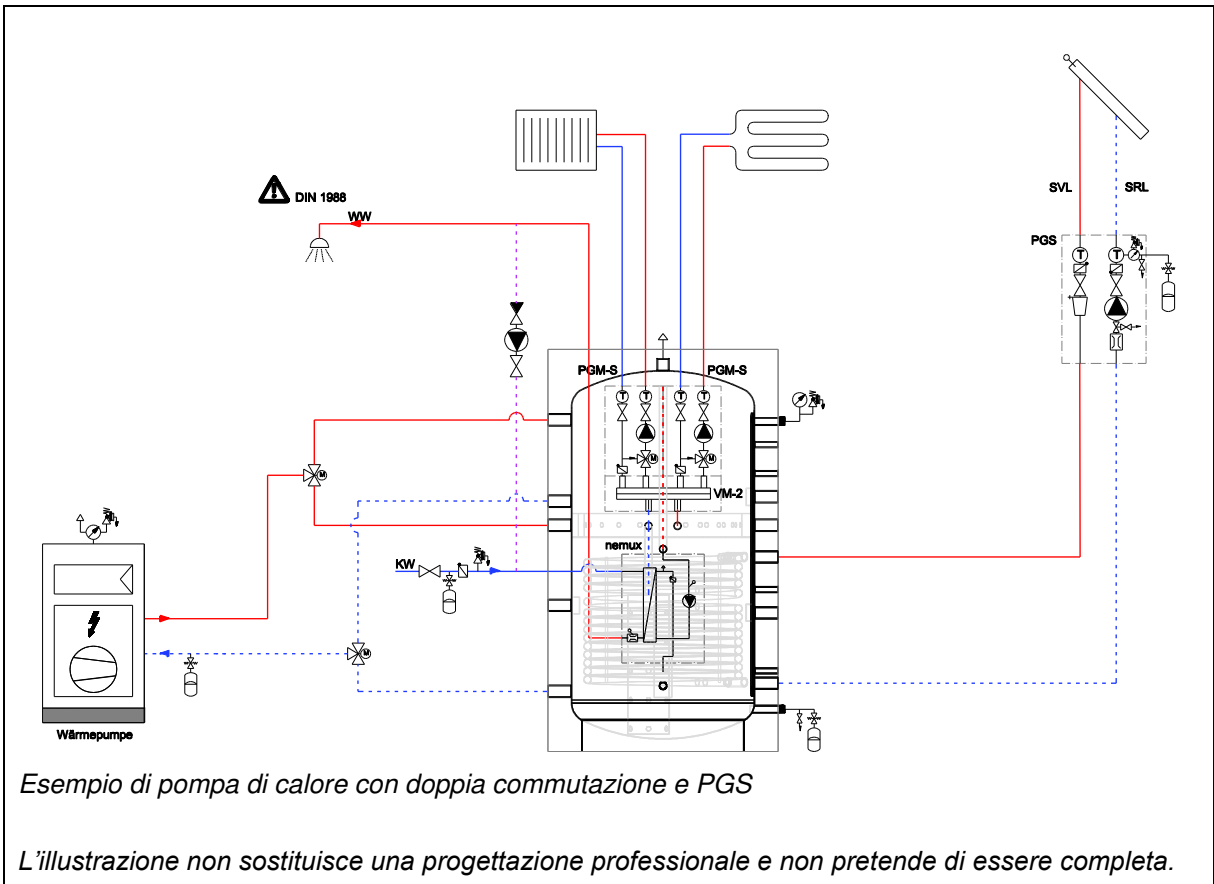 DIN 1988
WW
SVL
SRL
PGS
T
T
PGM-S
PGM-S
T
T
T
T
M
M
M
VM-2
nemux
KW
M
Wärmepumpe
Esempio di pompa di calore con doppia commutazione e PGS
L'illustrazione non sostituisce una progettazione professionale e non pretende di essere completa.